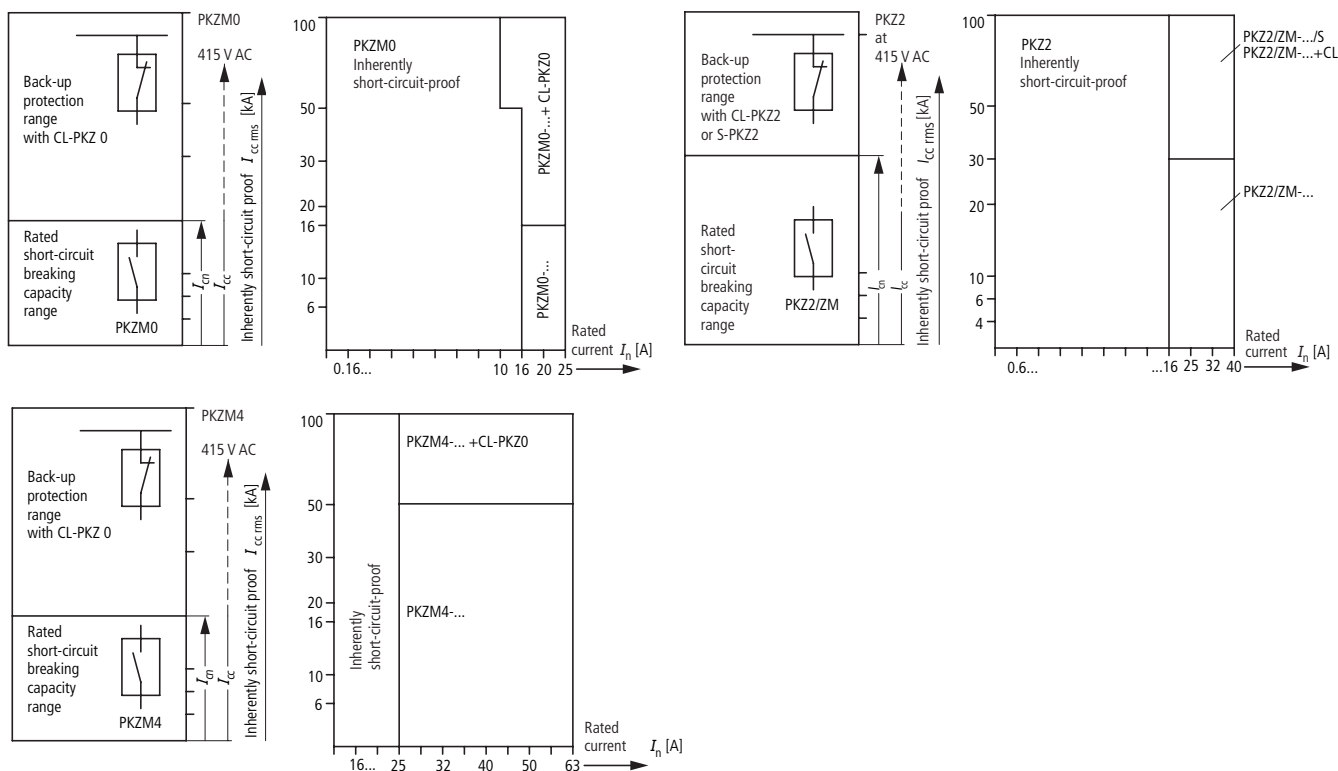 PKZM0
415 V AC
Back-up
protection
range
with CL-PKZ 0
Rated
short-circuit
breaking
capacity
range
PKZM0
Icn
Icc
Inherently short-circuit proof Icc rms [kA]
100
50
30
20
16
10
6
PKZM0
Inherently
short-circuit-proof
PKZM0-...+ CL-PKZ0
PKZM0-...
0.16...
10 16 20 25
Rated
current In [A]
PKZ2
at
415 V AC
Back-up
protection
range
with CL-PKZ2
or S-PKZ2
Rated
short-
circuit
breaking
capacity
range
PKZ2/ZM
Icn
Icc
Inherently short-circuit proof Icc rms [kA]
100
50
30
20
10
6
4
PKZ2
Inherently
short-circuit-proof
PKZ2/ZM-.../S
PKZ2/ZM-...+CL
PKZ2/ZM-...
0.6...
...16 25 32 40
Rated
current In [A]
PKZM4
415 V AC
Back-up
protection
range
with CL-PKZ 0
Rated
short-circuit
breaking
capacity
range
PKZM4
Icn
Icc
Inherently short-circuit proof Icc rms [kA]
100
50
30
20
16
10
6
Inherently
short-circuit-proof
PKZM4-... +CL-PKZ0
PKZM4-...
16... 25 32 40 50 63
Rated
current In [A]